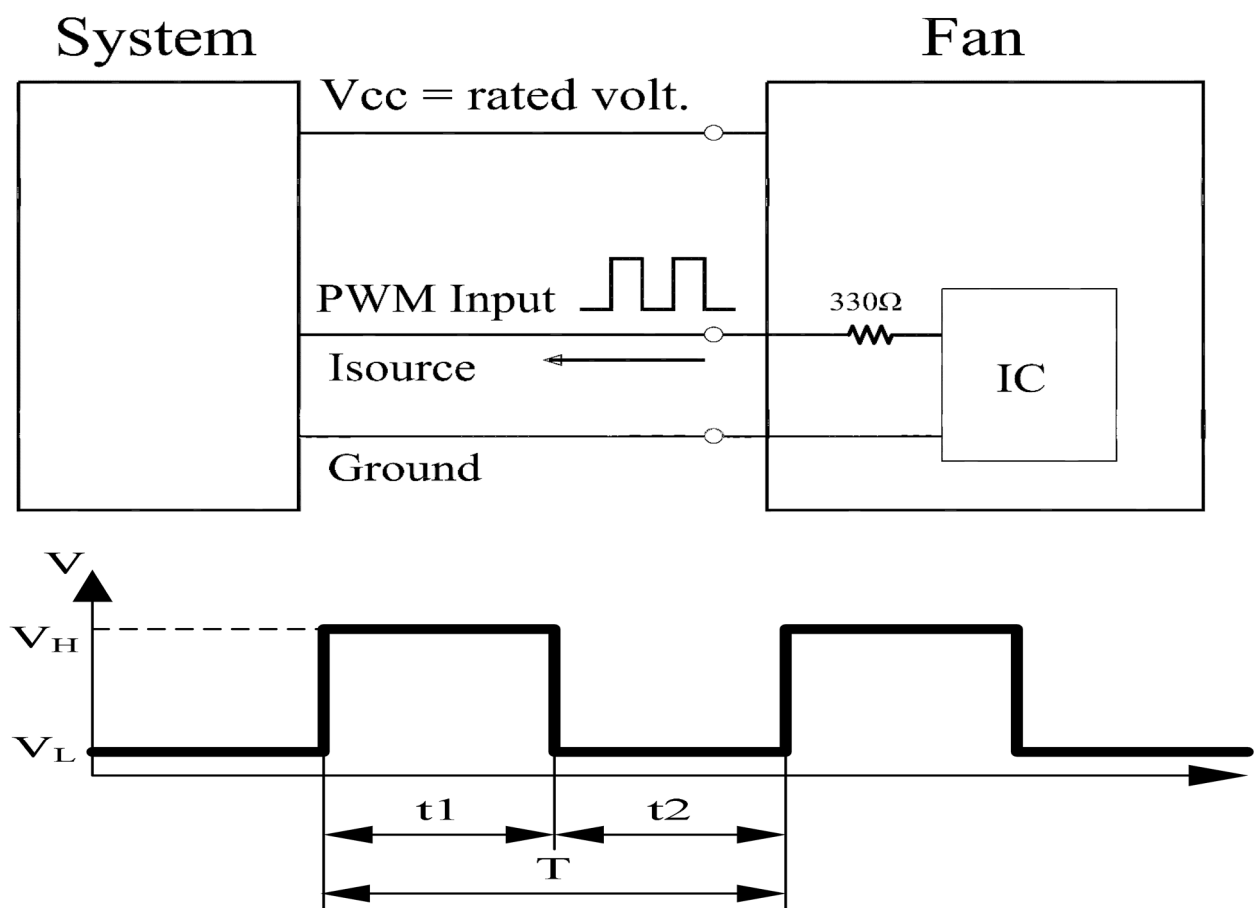 System
Fan
Vcc = rated volt.
PWM Input
330Ω
Isource
IC
Ground
V
VH
VL
t1
t2
T